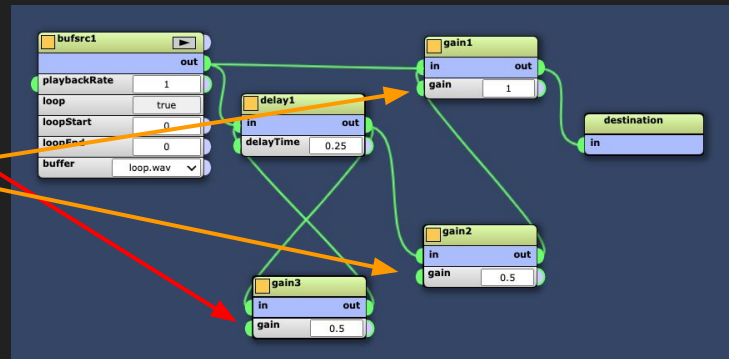 bufsrc1
out
playbackRate 1
loop true
loopStart 0
loopEnd 0
buffer loop.wav
delay1
in out
delayTime 0.25
gain1
in out
gain 1
destination
in
gain2
in out
gain 0.5
gain3
in out
gain 0.5